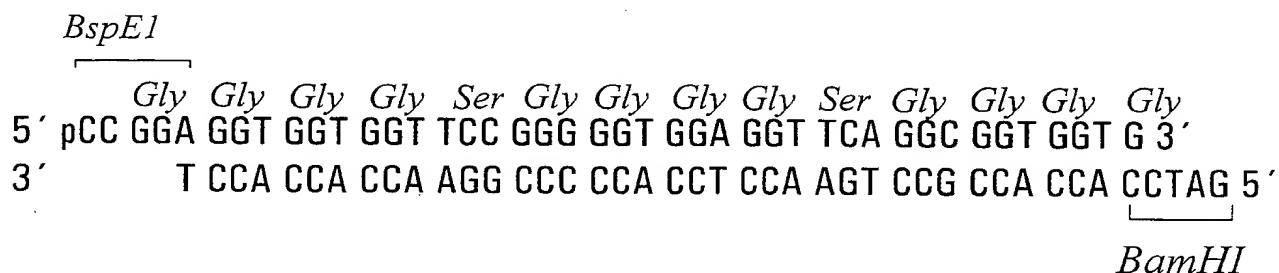 BspE1
Gly Gly Gly Gly Ser Gly Gly Gly Gly Ser Gly Gly Gly Gly
5´ pCC GGA GGT GGT GGT TCC GGG GGT GGA GGT TCA GGC GGT GGT G 3´
3´ T CCA CCA CCA AGG CCC CCA CCT CCA AGT CCG CCA CCA CCTAG 5´
BamHI